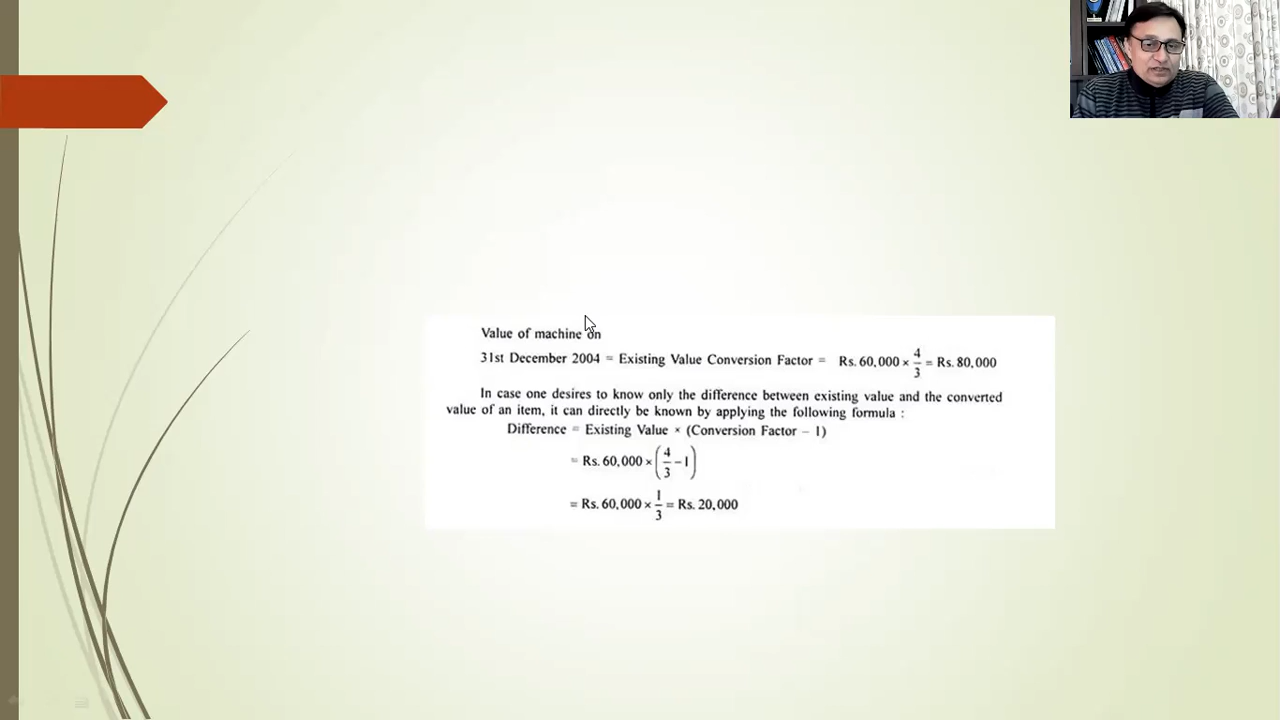 Value of machine on
31st December 2004 = Existing Value Conversion Factor = Rs. 60,000 × 4/3 = Rs. 80,000
In case one desires to know only the difference between existing value and the converted
value of an item, it can directly be known by applying the following formula :
Difference = Existing Value × (Conversion Factor − 1)
= Rs. 60,000 × (4/3 − 1)
= Rs. 60,000 × 1/3 = Rs. 20,000